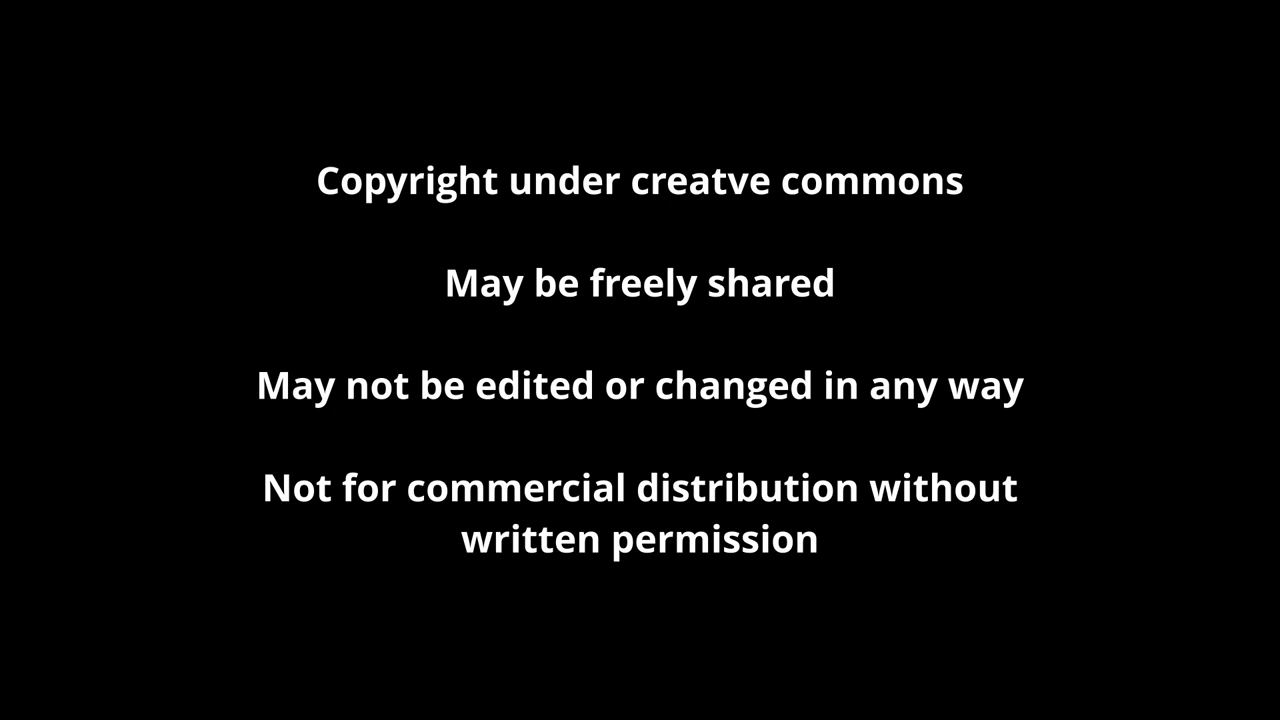 Copyright under creatve commons
May be freely shared
May not be edited or changed in any way
Not for commercial distribution without
written permission